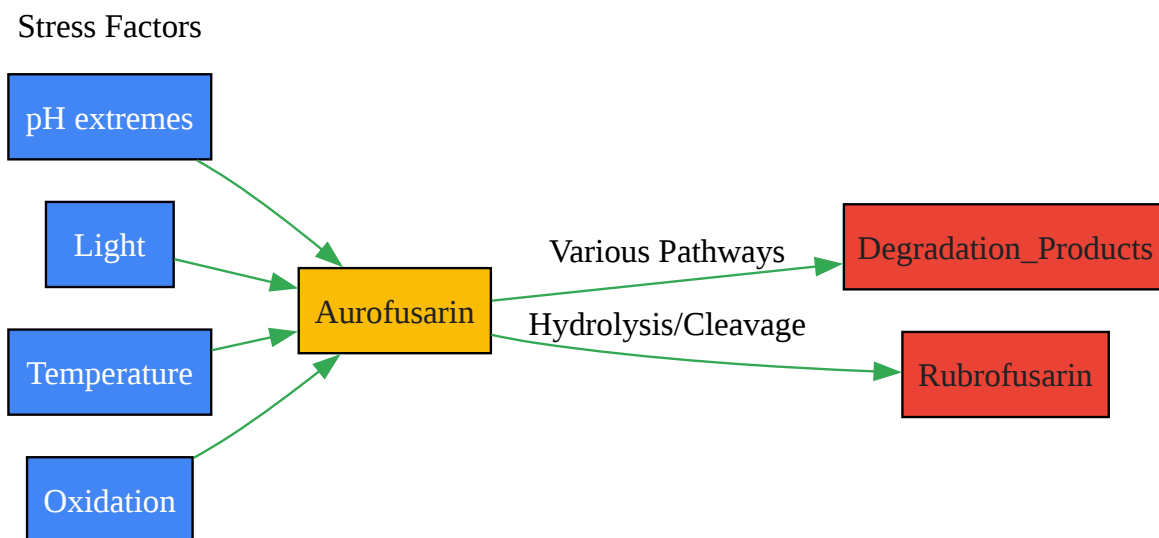 Stress Factors
pH extremes
Light
Temperature
Oxidation
Aurofusarin
Various Pathways
Hydrolysis/Cleavage
Degradation_Products
Rubrofusarin